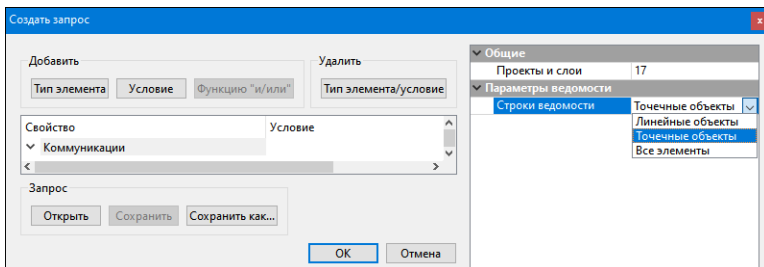 Создать запрос
x
Добавить
Тип элемента
Условие
Функцию "и/или"
Удалить
Тип элемента/условие
Свойство
Условие
Коммуникации
Запрос
Открыть
Сохранить
Сохранить как...
OK
Отмена
Общие
Проекты и слои
17
Параметры ведомости
Строки ведомости
Точечные объекты
Линейные объекты
Точечные объекты
Все элементы